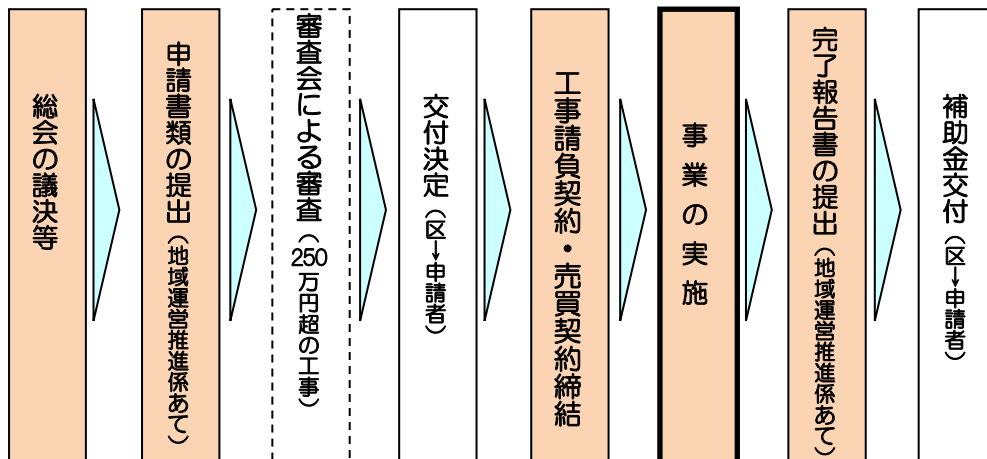 総会の議決等
申請書類の提出(地域運営推進係あて)
審査会による審査(250万円超の工事)
交付決定(区→申請者)
工事請負契約・売買契約締結
事業の実施
完了報告書の提出(地域運営推進係あて)
補助金交付(区→申請者)